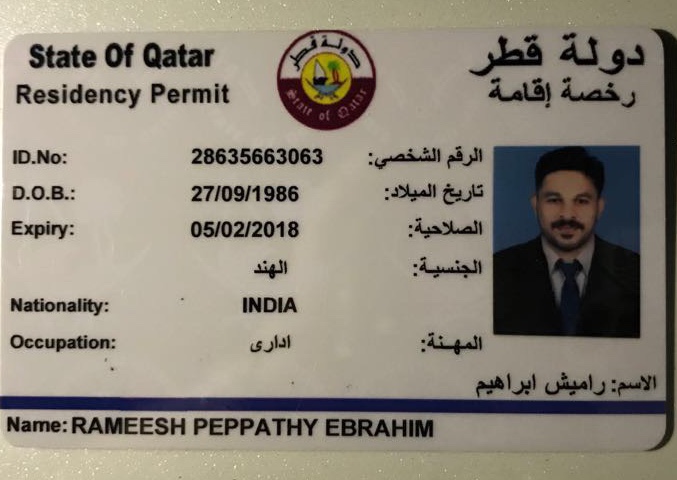 State Of Qatar
دولة قطر
Residency Permit
رخصة إقامة
دولة قطر
State of Qatar
ID.No: 28635663063 الرقم الشخصي:
D.O.B.: 27/09/1986 تاريخ الميلاد:
Expiry: 05/02/2018 الصلاحية:
الهند الجنسية:
Nationality: INDIA
Occupation: ادارى المهنة:
الاسم: راميش ابراهيم
Name: RAMEESH PEPPATHY EBRAHIM